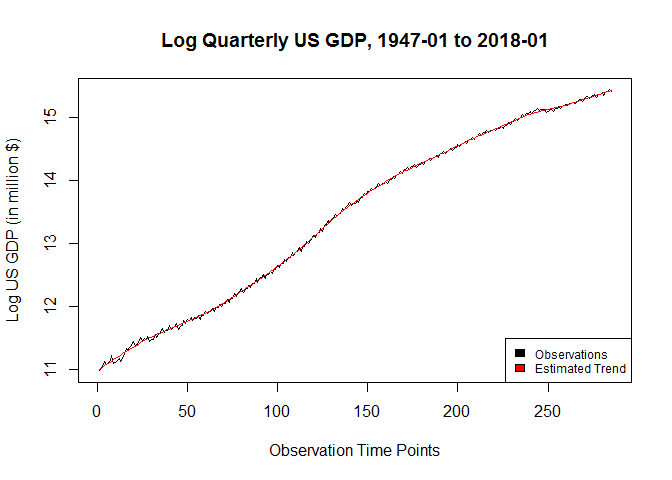 Log Quarterly US GDP, 1947-01 to 2018-01
Log US GDP (in million $)
15
14
13
12
11
0 50 100 150 200 250
Observation Time Points
Observations
Estimated Trend